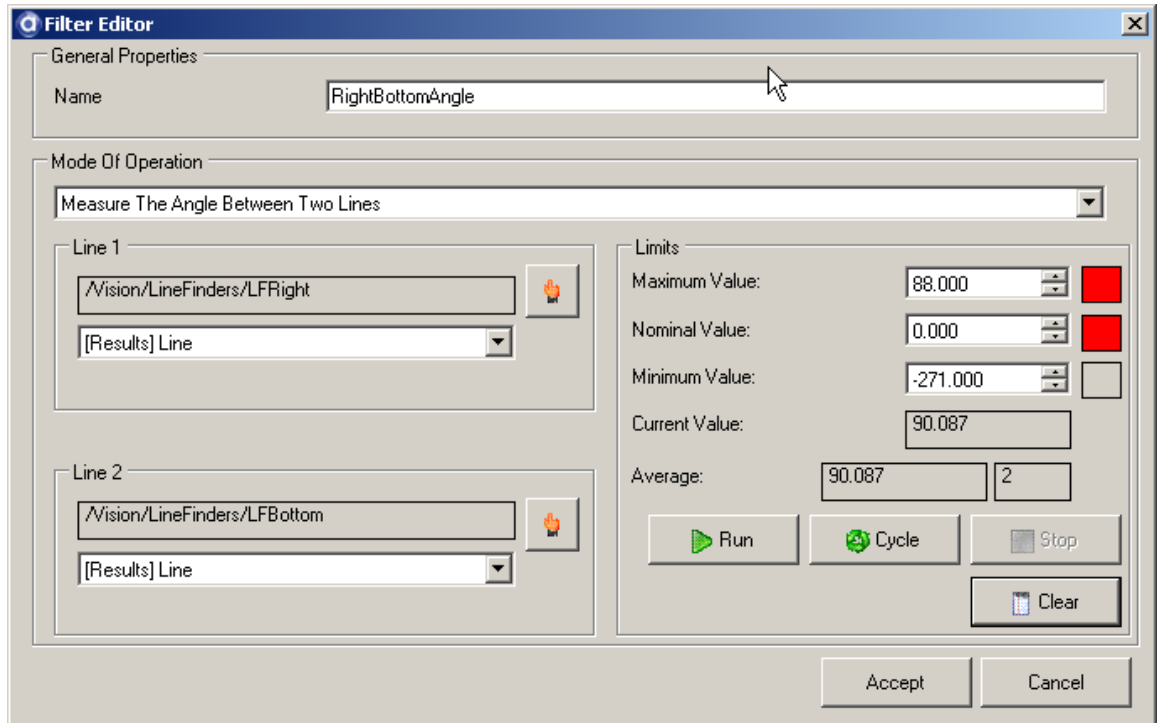 Filter Editor
General Properties
Name
RightBottomAngle
Mode Of Operation
Measure The Angle Between Two Lines
Line 1
/Vision/LineFinders/LFRight
[Results] Line
Line 2
/Vision/LineFinders/LFBottom
[Results] Line
Limits
Maximum Value: 88.000
Nominal Value: 0.000
Minimum Value: -271.000
Current Value: 90.087
Average: 90.087 2
Run Cycle Stop
Clear
Accept Cancel